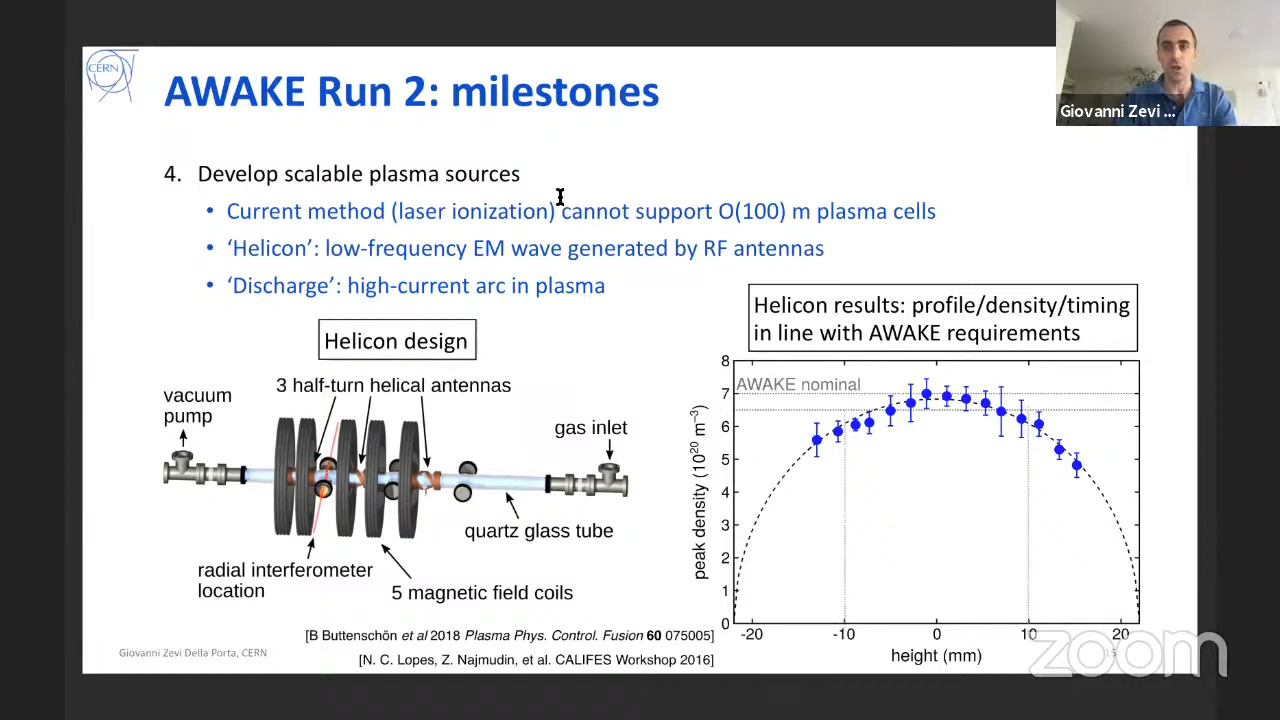 CERN
AWAKE Run 2: milestones
Giovanni Zevi ...
4. Develop scalable plasma sources
• Current method (laser ionization) cannot support O(100) m plasma cells
• ‘Helicon’: low-frequency EM wave generated by RF antennas
• ‘Discharge’: high-current arc in plasma
Helicon design
vacuum
pump
3 half-turn helical antennas
gas inlet
quartz glass tube
radial interferometer
location
5 magnetic field coils
Helicon results: profile/density/timing
in line with AWAKE requirements
AWAKE nominal
peak density (10²⁰ m⁻³)
8
7
6
5
4
3
2
1
0
-20 -10 0 10 20
height (mm)
[B Buttenschön et al 2018 Plasma Phys. Control. Fusion 60 075005]
[N. C. Lopes, Z. Najmudin, et al. CALIFES Workshop 2016]
Giovanni Zevi Della Porta, CERN
15
zoom